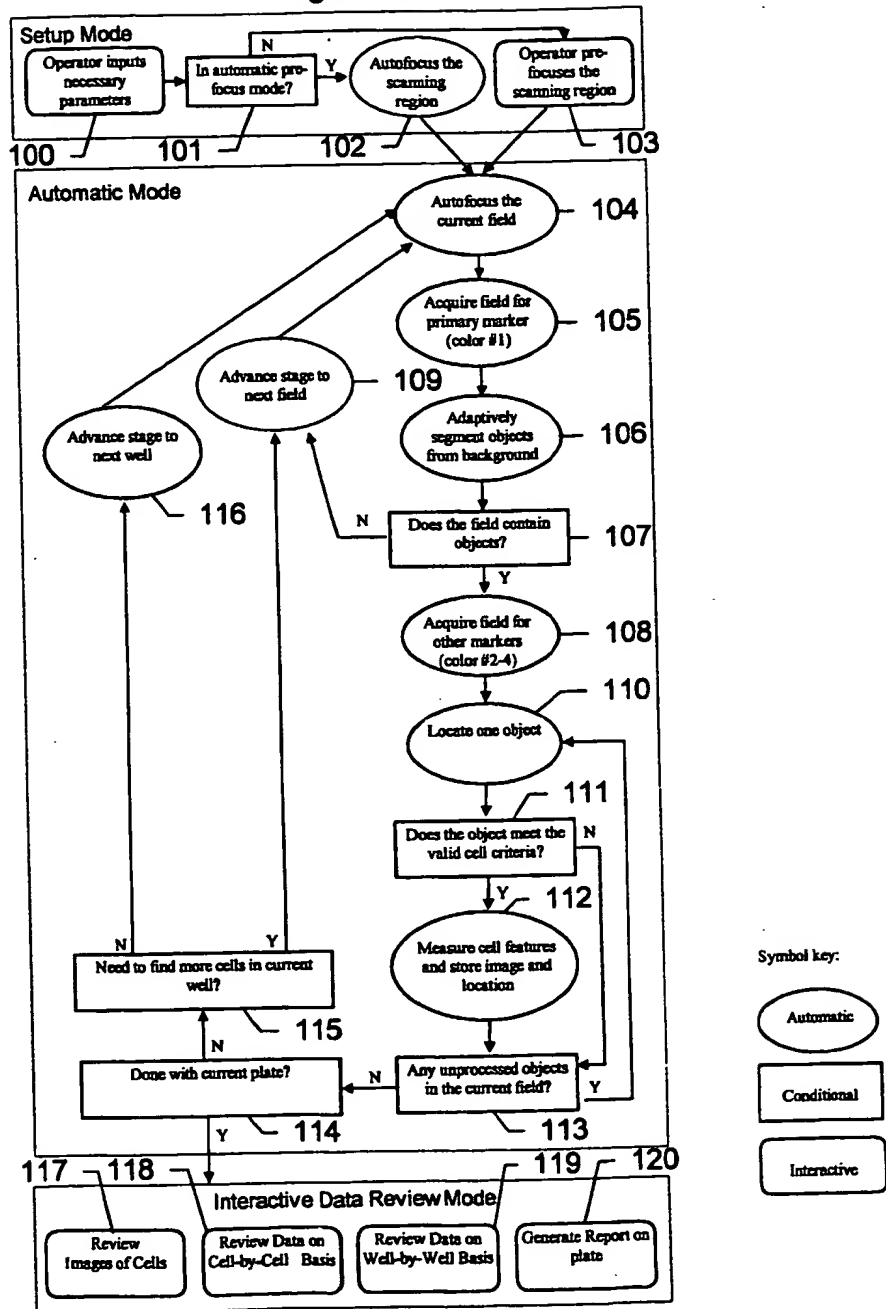 Setup Mode
Operator inputs
necessary
parameters
100
In automatic pre-
focus mode?
101
N
Y
Autofocus the
scanning
region
102
Operator pre-
focuses the
scanning region
103
Automatic Mode
Autofocus the
current field
104
Acquire field for
primary marker
(color #1)
105
Adaptively
segment objects
from background
106
Does the field contain
objects?
107
N
Y
Acquire field for
other markers
(color #2-4)
108
Advance stage to
next field
109
Advance stage to
next well
116
Locate one object
110
Does the object meet the
valid cell criteria?
111
N
Y
Measure cell features
and store image and
location
112
Any unprocessed objects
in the current field?
113
N
Y
Done with current plate?
114
N
Y
Need to find more cells in current
well?
115
N
Y
Interactive Data Review Mode
117
Review
Images of Cells
118
Review Data on
Cell-by-Cell Basis
119
Review Data on
Well-by-Well Basis
120
Generate Report on
plate
Symbol key:
Automatic
Conditional
Interactive